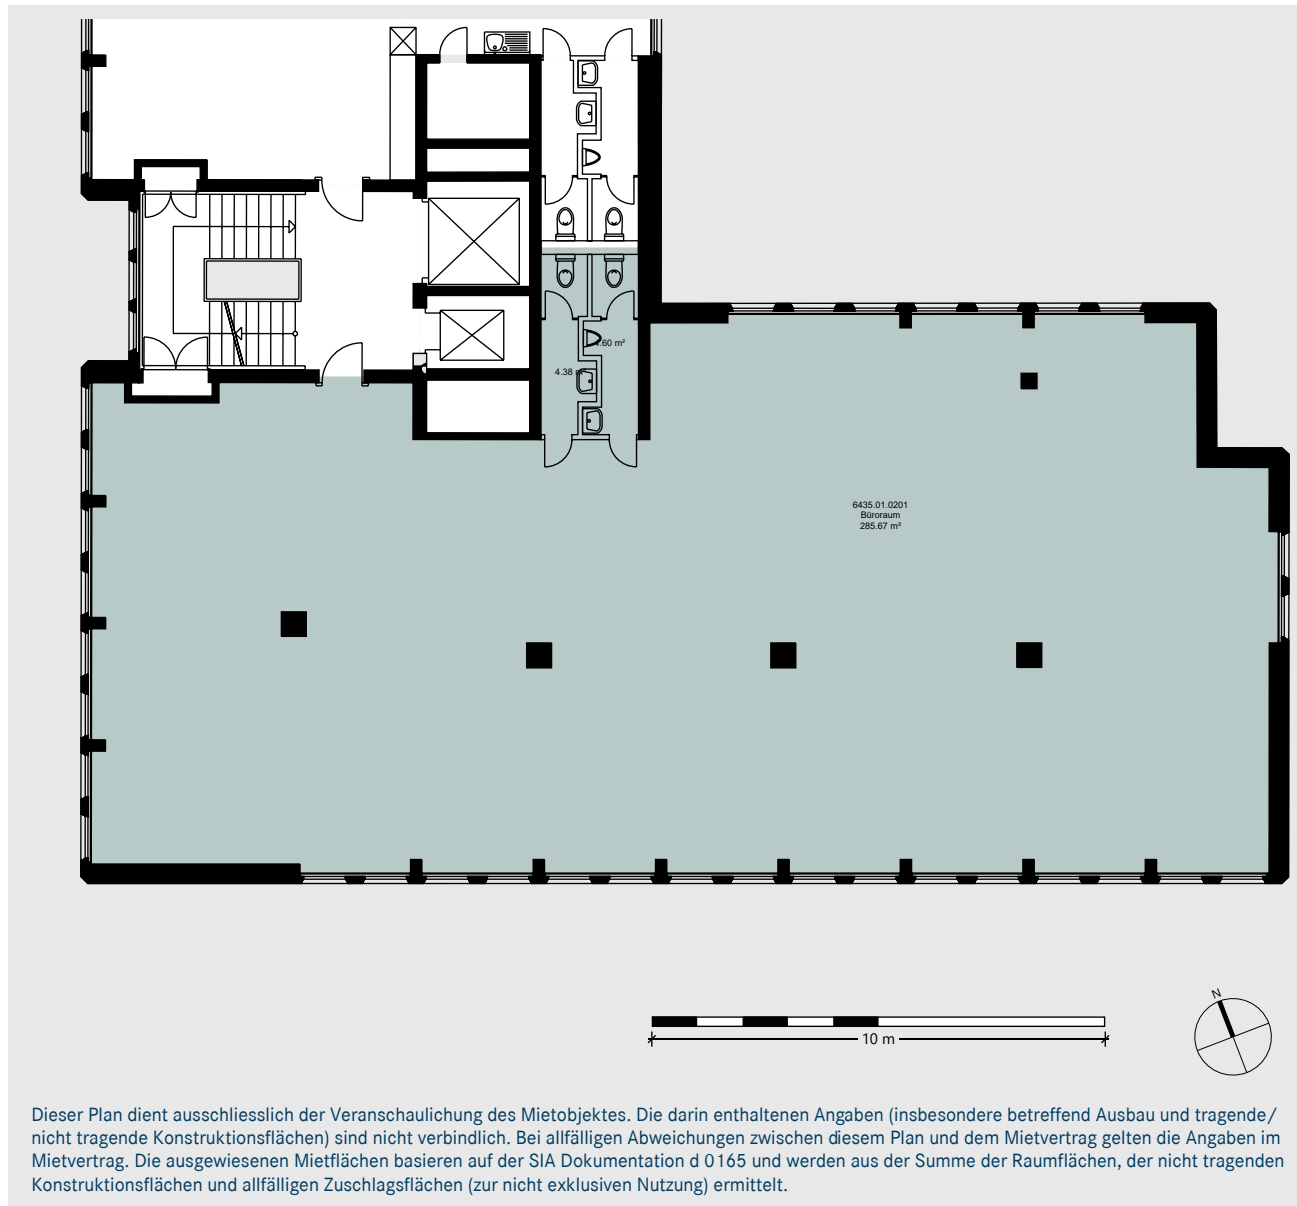 .60 m²
4.38
6435.01.0201
Büroraum
285.67 m²
N
10 m
Dieser Plan dient ausschliesslich der Veranschaulichung des Mietobjektes. Die darin enthaltenen Angaben (insbesondere betreffend Ausbau und tragende/
nicht tragende Konstruktionsflächen) sind nicht verbindlich. Bei allfälligen Abweichungen zwischen diesem Plan und dem Mietvertrag gelten die Angaben im
Mietvertrag. Die ausgewiesenen Mietflächen basieren auf der SIA Dokumentation d 0165 und werden aus der Summe der Raumflächen, der nicht tragenden
Konstruktionsflächen und allfälligen Zuschlagsflächen (zur nicht exklusiven Nutzung) ermittelt.